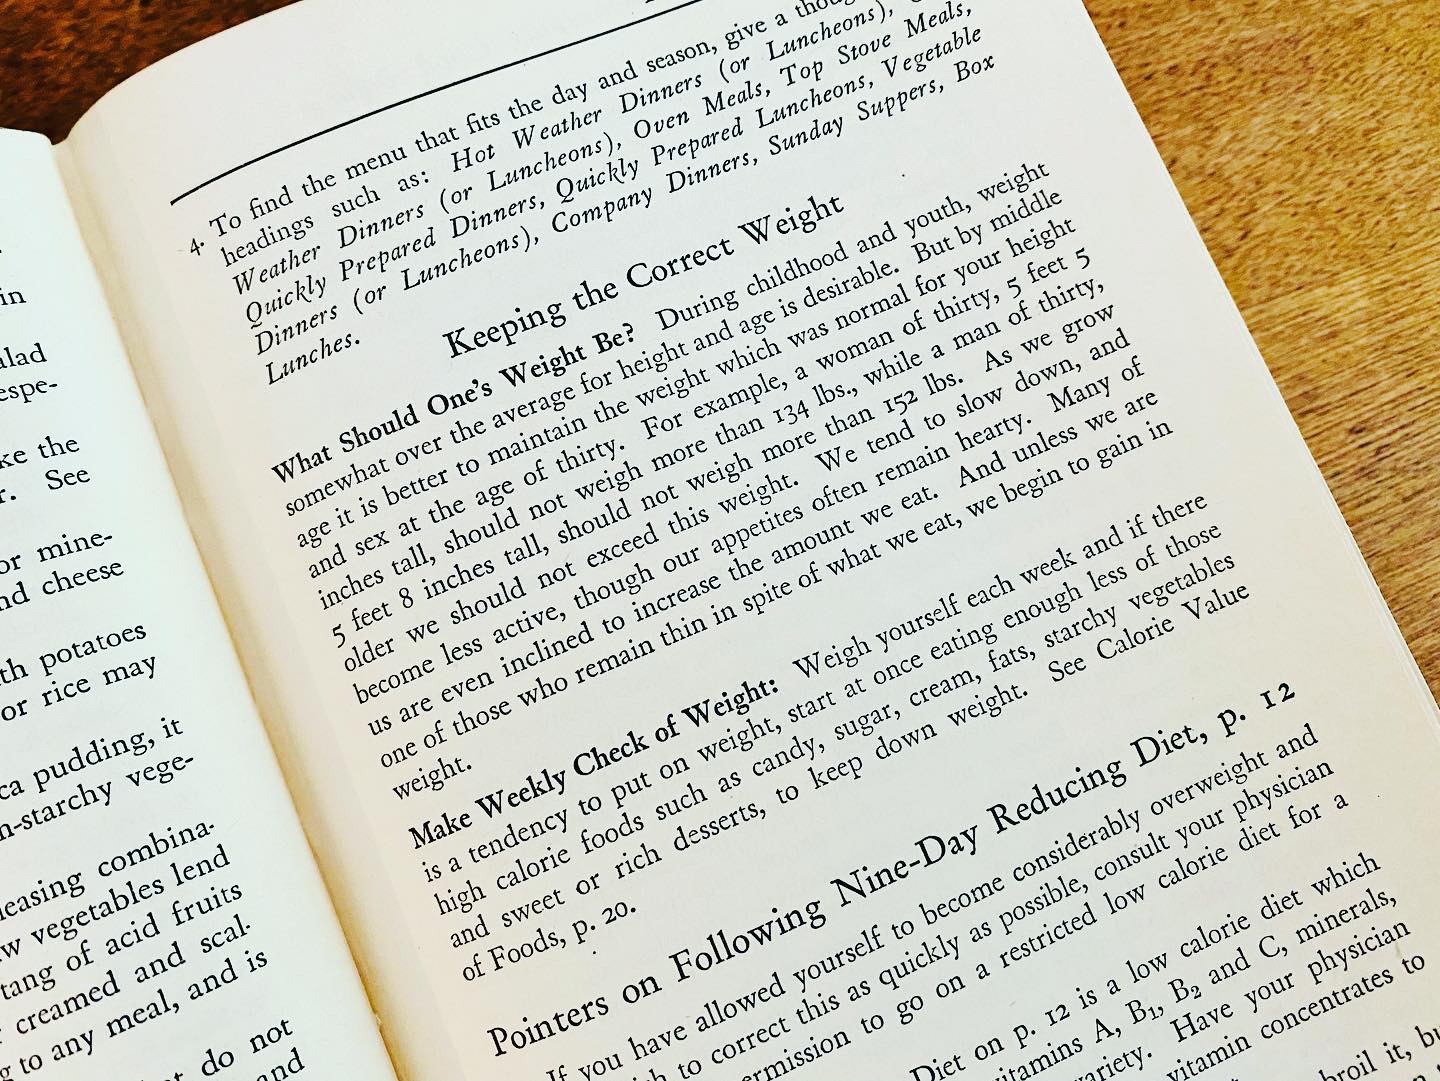 in
alad
espe-
ke the
r. See
or mine-
nd cheese
th potatoes
or rice may
ca pudding, it
n-starchy vege-
leasing combina-
w vegetables lend
tang of acid fruits
creamed and scal-
g to any meal, and is
do not
and
4. To find the menu that fits the day and season, give a
headings such as: Hot Weather Dinners (or Luncheons),
Weather Dinners (or Luncheons), Oven Meals, Top Stove Meals,
Quickly Prepared Dinners, Quickly Prepared Luncheons, Vegetable
Dinners (or Luncheons), Company Dinners, Sunday Suppers, Box
Lunches.
Keeping the Correct Weight
What Should One's Weight Be? During childhood and youth, weight
somewhat over the average for height and age is desirable. But by middle
age it is better to maintain the weight which was normal for your height
and sex at the age of thirty. For example, a woman of thirty, 5 feet 5
inches tall, should not weigh more than 134 lbs., while a man of thirty,
5 feet 8 inches tall, should not weigh more than 152 lbs. As we grow
older we should not exceed this weight. We tend to slow down, and
become less active, though our appetites often remain hearty. Many of
us are even inclined to increase the amount we eat. And unless we are
one of those who remain thin in spite of what we eat, we begin to gain in
weight.
Make Weekly Check of Weight: Weigh yourself each week and if there
is a tendency to put on weight, start at once eating enough less of those
high calorie foods such as candy, sugar, cream, fats, starchy vegetables
and sweet or rich desserts, to keep down weight. See Calorie Value
of Foods, p. 20.
Pointers on Following Nine-Day Reducing Diet, p. 12
If you have allowed yourself to become considerably overweight and
h to correct this as quickly as possible, consult your physician
ermission to go on a restricted low calorie diet for a
Diet on p. 12 is a low calorie diet which
itamins A, B₁, B₂ and C, minerals,
variety. Have your physician
vitamin concentrates to
broil it, bu